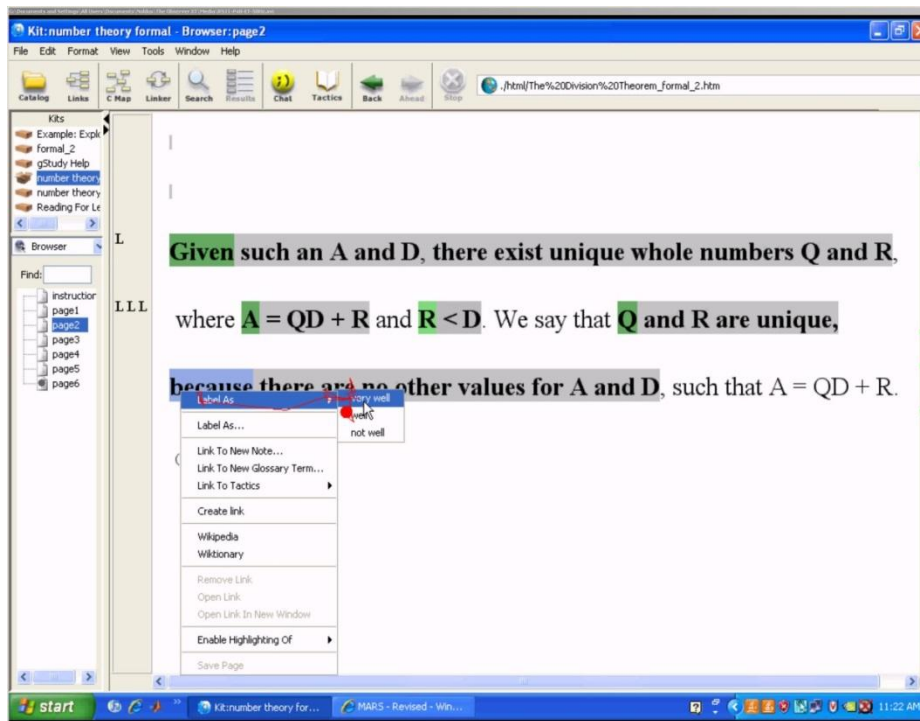 Kit:number theory formal - Browser:page2
File Edit Format View Tools Window Help
Catalog Links C Map Linker Search Results Chat Tactics Back Ahead Stop
./html/The%20Division%20Theorem_formal_2.htm
Kits
Example: Expl
formal_2
gStudy Help
number theory
number theory
Reading For Le
Browser
Find:
instruction
page1
page2
page3
page4
page5
page6
L
Given such an A and D, there exist unique whole numbers Q and R,
LLL
where A = QD + R and R < D. We say that Q and R are unique,
because there are no other values for A and D, such that A = QD + R.
Label As
very well
well
not well
Label As...
Link To New Note...
Link To New Glossary Term...
Link To Tactics
Create link
Wikipedia
Wiktionary
Remove Link
Open Link
Open Link In New Window
Enable Highlighting Of
Save Page
start
Kit:number theory for...
MARS - Revised - Win...
11:22 AM